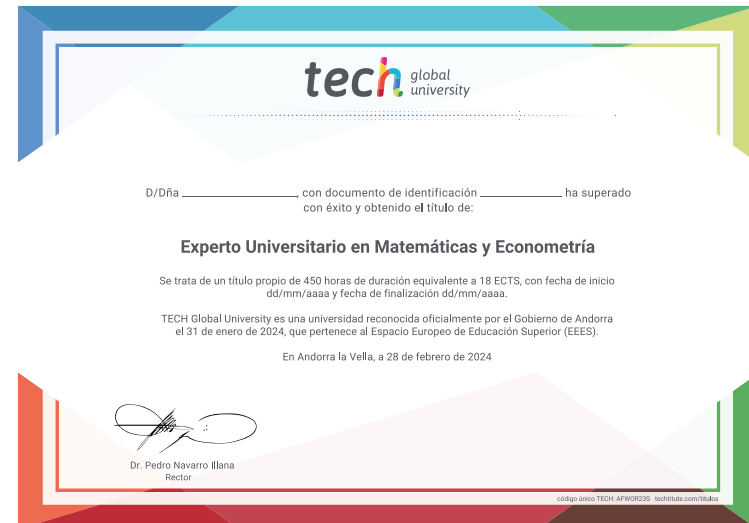 tech global university
D/Dña ______________________, con documento de identificación ______________ ha superado
con éxito y obtenido el título de:
Experto Universitario en Matemáticas y Econometría
Se trata de un título propio de 450 horas de duración equivalente a 18 ECTS, con fecha de inicio
dd/mm/aaaa y fecha de finalización dd/mm/aaaa.
TECH Global University es una universidad reconocida oficialmente por el Gobierno de Andorra
el 31 de enero de 2024, que pertenece al Espacio Europeo de Educación Superior (EEES).
En Andorra la Vella, a 28 de febrero de 2024
Dr. Pedro Navarro Illana
Rector
código único TECH: AFWOR23S techtitute.com/titulos